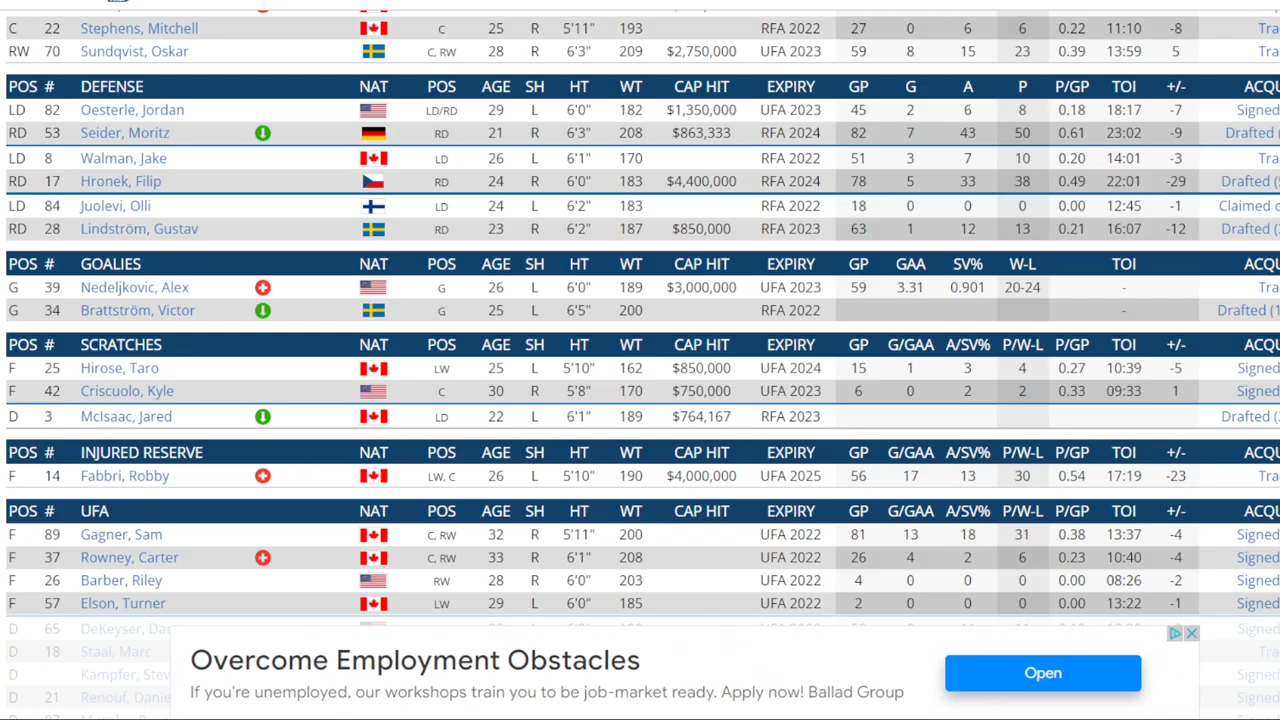 C 22 Stephens, Mitchell C 25 R 5'11" 193 RFA 2022 27 0 6 6 0.22 11:10 -8 Tra
RW 70 Sundqvist, Oskar C, RW 28 R 6'3" 209 $2,750,000 UFA 2023 59 8 15 23 0.39 13:59 5 Tra
POS # DEFENSE NAT POS AGE SH HT WT CAP HIT EXPIRY GP G A P P/GP TOI +/- ACQU
LD 82 Oesterle, Jordan LD/RD 29 L 6'0" 182 $1,350,000 UFA 2023 45 2 6 8 0.18 18:17 -7 Signed
RD 53 Seider, Moritz RD 21 R 6'3" 208 $863,333 RFA 2024 82 7 43 50 0.61 23:02 -9 Drafted (
LD 8 Walman, Jake LD 26 L 6'1" 170 RFA 2022 51 3 7 10 0.20 14:01 -3 Tra
RD 17 Hronek, Filip RD 24 R 6'0" 183 $4,400,000 RFA 2024 78 5 33 38 0.49 22:01 -29 Drafted (
LD 84 Juolevi, Olli LD 24 L 6'2" 183 RFA 2022 18 0 0 0 0.00 12:45 -1 Claimed o
RD 28 Lindström, Gustav RD 23 R 6'2" 187 $850,000 RFA 2023 63 1 12 13 0.21 16:07 -12 Drafted (
POS # GOALIES NAT POS AGE SH HT WT CAP HIT EXPIRY GP GAA SV% W-L TOI ACQU
G 39 Nedeljkovic, Alex G 26 L 6'0" 189 $3,000,000 UFA 2023 59 3.31 0.901 20-24 - Tra
G 34 Brattström, Victor G 25 L 6'5" 200 RFA 2022 - Drafted (1
POS # SCRATCHES NAT POS AGE SH HT WT CAP HIT EXPIRY GP G/GAA A/SV% P/W-L P/GP TOI +/- ACQU
F 25 Hirose, Taro LW 25 L 5'10" 162 $850,000 UFA 2024 15 1 3 4 0.27 10:39 -5 Signed
F 42 Criscuolo, Kyle C 30 R 5'8" 170 $750,000 UFA 2023 6 0 2 2 0.33 09:33 1 Signed
D 3 McIsaac, Jared LD 22 L 6'1" 189 $764,167 RFA 2023 Drafted (
POS # INJURED RESERVE NAT POS AGE SH HT WT CAP HIT EXPIRY GP G/GAA A/SV% P/W-L P/GP TOI +/- ACQU
F 14 Fabbri, Robby LW, C 26 L 5'10" 190 $4,000,000 UFA 2025 56 17 13 30 0.54 17:19 -23 Tra
POS # UFA NAT POS AGE SH HT WT CAP HIT EXPIRY GP G/GAA A/SV% P/W-L P/GP TOI +/- ACQU
F 89 Gagner, Sam C, RW 32 R 5'11" 200 UFA 2022 81 13 18 31 0.38 13:37 -4 Signed
F 37 Rowney, Carter C, RW 33 R 6'1" 208 UFA 2022 26 4 2 6 0.23 10:40 -4 Signed
F 26 Barber, Riley RW 28 R 6'0" 203 UFA 2022 4 0 0 0 0.00 08:26 2 Signed
F 57 Elson, Turner LW 29 L 6'0" 185 UFA 2022 2 0 0 0 0.00 13:22 -1 Signed
D 65 DeKeyser, Dan Signed
D 18 Staal, Marc Tra
D Kampfer, Stev Signed
D 21 Renouf, Danie Signed
Overcome Employment Obstacles
If you're unemployed, our workshops train you to be job-market ready. Apply now! Ballad Group
Open